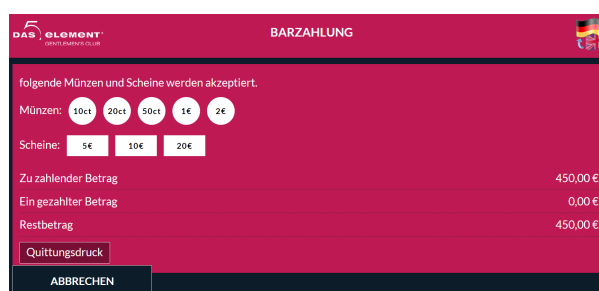 DAS 5 ELEMENT
GENTLEMEN'S CLUB
BARZAHLUNG
folgende Münzen und Scheine werden akzeptiert.
Münzen: 10ct 20ct 50ct 1€ 2€
Scheine: 5€ 10€ 20€
Zu zahlender Betrag 450,00 €
Ein gezahlter Betrag 0,00 €
Restbetrag 450,00 €
Quittungsdruck
ABBRECHEN